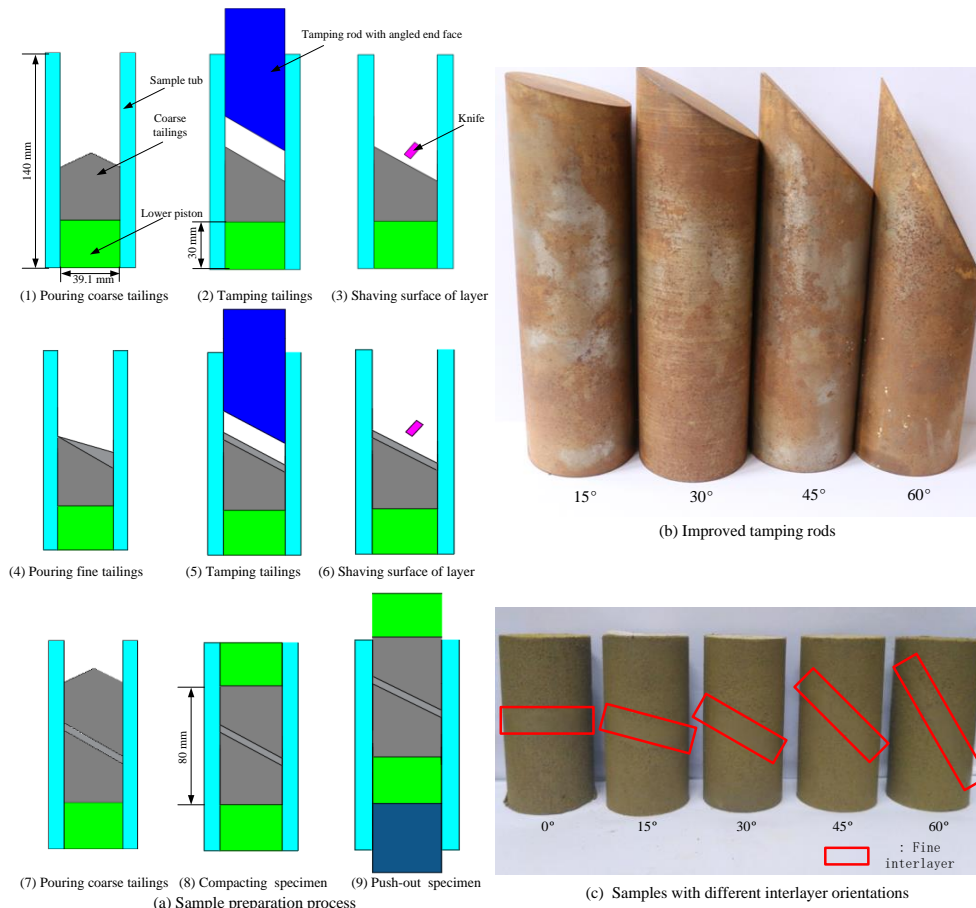 Tamping rod with angled end face
Sample tub
Coarse
tailings
Knife
140 mm
Lower piston
30 mm
39.1 mm
(1) Pouring coarse tailings
(2) Tamping tailings
(3) Shaving surface of layer
(4) Pouring fine tailings
(5) Tamping tailings
(6) Shaving surface of layer
80 mm
(7) Pouring coarse tailings
(8) Compacting specimen
(9) Push-out specimen
(a) Sample preparation process
15°
30°
45°
60°
(b) Improved tamping rods
0°
15°
30°
45°
60°
: Fine
interlayer
(c) Samples with different interlayer orientations